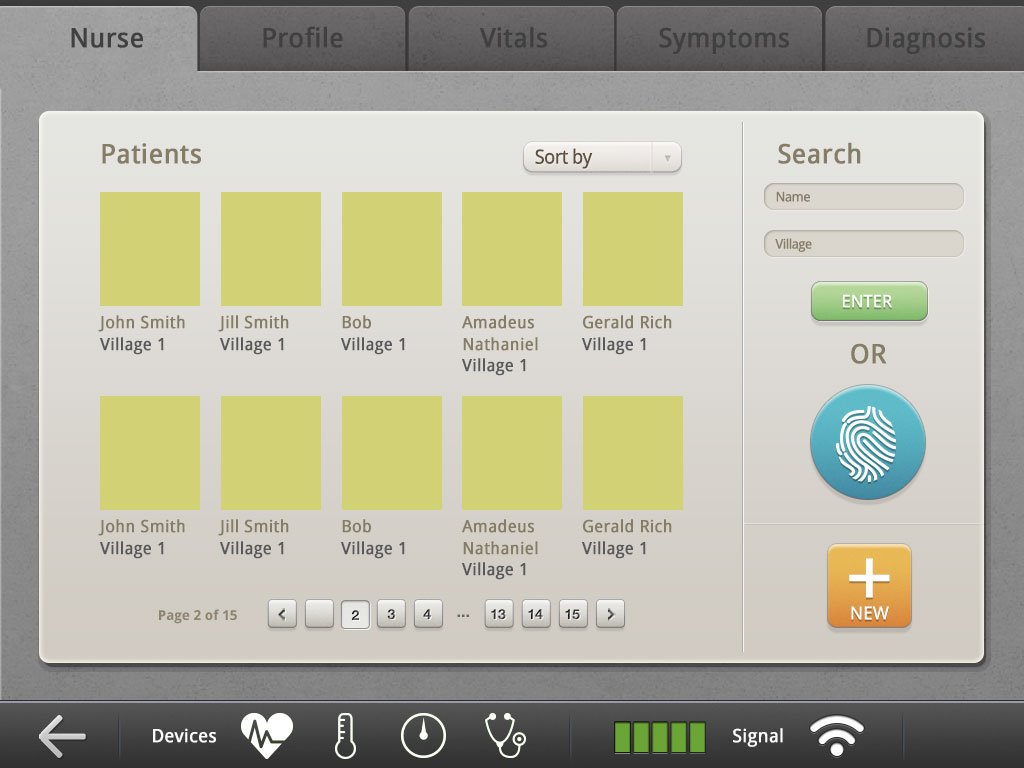 Nurse
Profile
Vitals
Symptoms
Diagnosis
Patients
Sort by
John Smith
Village 1
Jill Smith
Village 1
Bob
Village 1
Amadeus
Nathaniel
Village 1
Gerald Rich
Village 1
John Smith
Village 1
Jill Smith
Village 1
Bob
Village 1
Amadeus
Nathaniel
Village 1
Gerald Rich
Village 1
Page 2 of 15
< 2 3 4 ... 13 14 15 >
Search
Name
Village
ENTER
OR
NEW
Devices
Signal